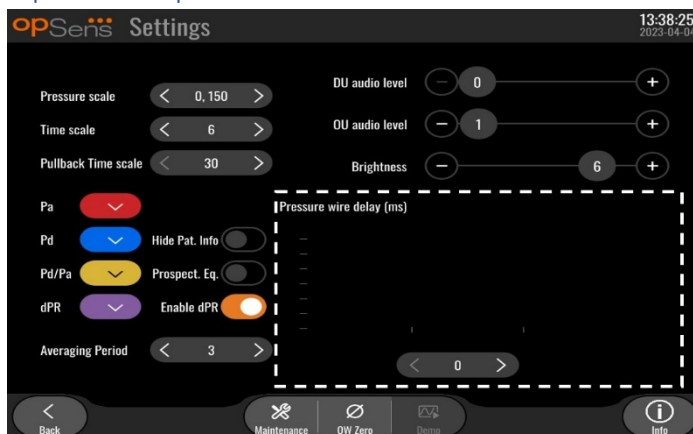 opSens Settings
13:38:25
2023-04-04
Pressure scale 0, 150
Time scale 6
Pullback Time scale 30
DU audio level 0
OU audio level 1
Brightness 6
Pa
Pd Hide Pat. Info
Pd/Pa Prospect. Eq.
dPR Enable dPR
Averaging Period 3
Pressure wire delay (ms)
0
Back
Maintenance
OW Zero
Demo
Info